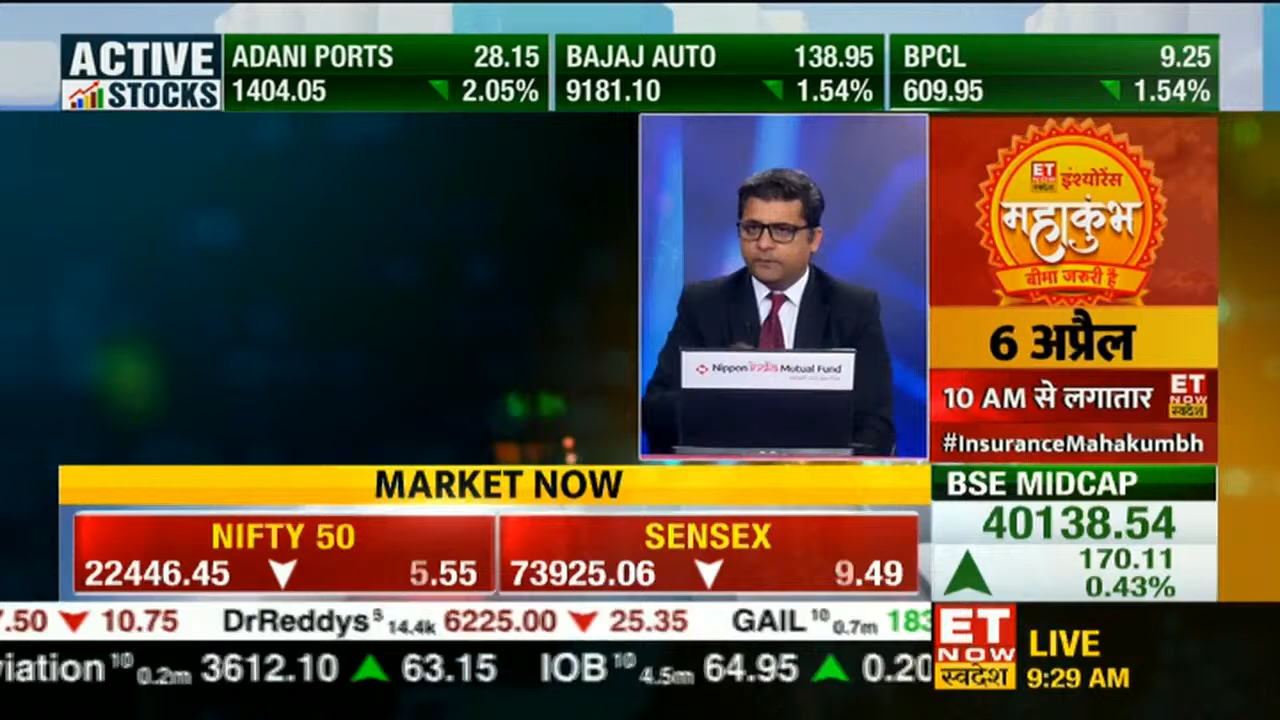 ACTIVE STOCKS
ADANI PORTS 28.15
1404.05 2.05%
BAJAJ AUTO 138.95
9181.10 1.54%
BPCL 9.25
609.95 1.54%
ET NOW स्वदेश इंश्योरेंस
महाकुंभ
बीमा जरूरी है
6 अप्रैल
10 AM से लगातार ET NOW स्वदेश
#InsuranceMahakumbh
Nippon india Mutual Fund
MARKET NOW
NIFTY 50
22446.45 5.55
SENSEX
73925.06 9.49
BSE MIDCAP
40138.54
170.11
0.43%
7.50 10.75 DrReddys 5 14.4k 6225.00 25.35 GAIL 10 0.7m 183
viation 10 0.2m 3612.10 63.15 IOB 10 4.5m 64.95 0.20
ET NOW स्वदेश
LIVE
9:29 AM